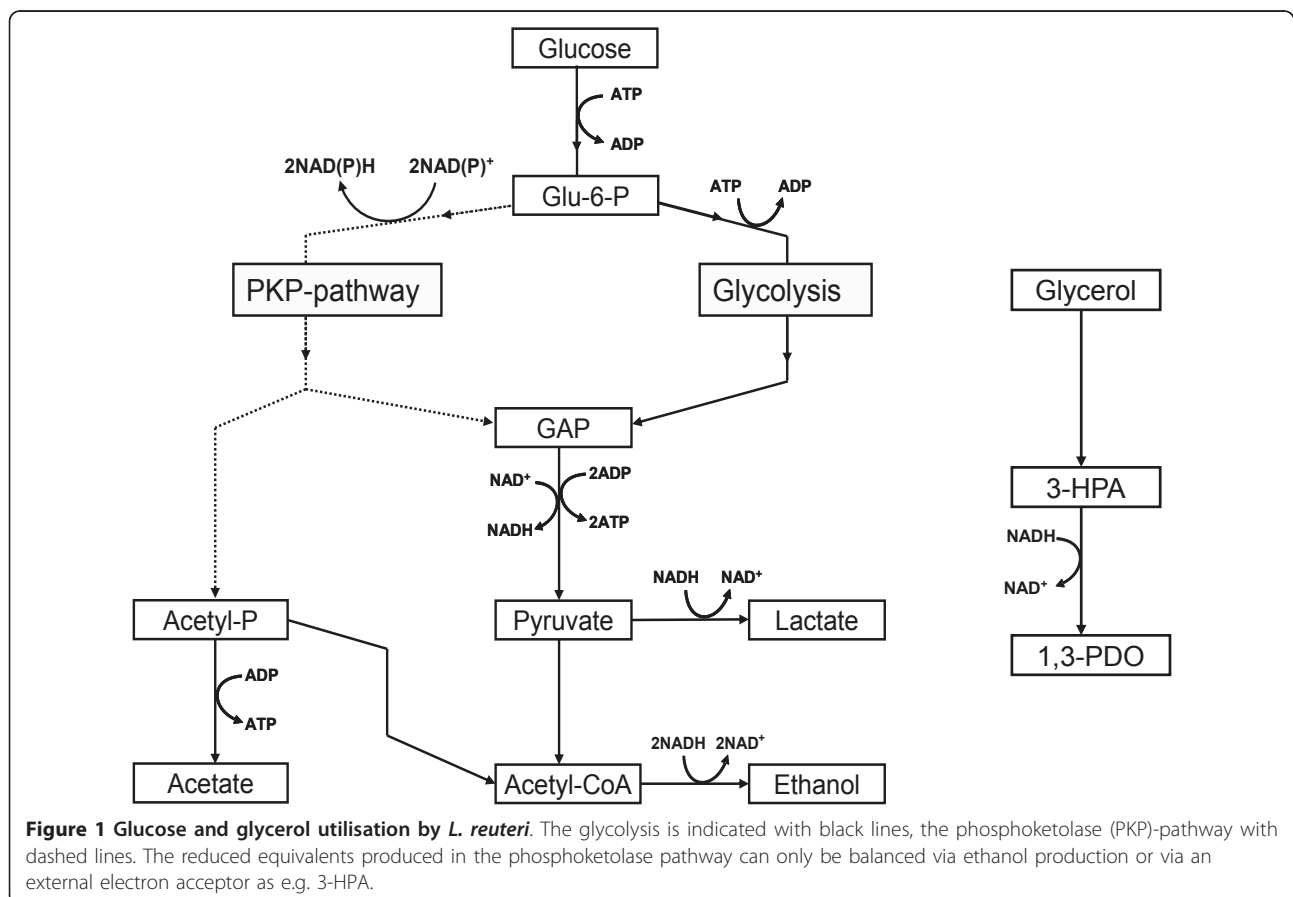 Glucose
ATP
ADP
2NAD(P)H 2NAD(P)⁺
Glu-6-P
ATP ADP
PKP-pathway
Glycolysis
Glycerol
GAP
NAD⁺ 2ADP
NADH 2ATP
3-HPA
NADH
NAD⁺
1,3-PDO
Acetyl-P
Pyruvate
NADH NAD⁺
Lactate
ADP
ATP
Acetate
Acetyl-CoA
2NADH 2NAD⁺
Ethanol
Figure 1 Glucose and glycerol utilisation by L. reuteri. The glycolysis is indicated with black lines, the phosphoketolase (PKP)-pathway with
dashed lines. The reduced equivalents produced in the phosphoketolase pathway can only be balanced via ethanol production or via an
external electron acceptor as e.g. 3-HPA.